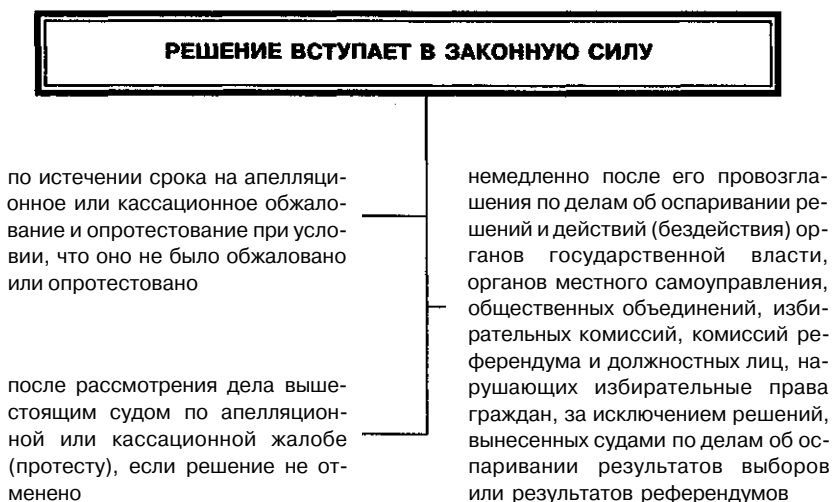 РЕШЕНИЕ ВСТУПАЕТ В ЗАКОННУЮ СИЛУ
по истечении срока на апелляци-
онное или кассационное обжало-
вание и опротестование при усло-
вии, что оно не было обжаловано
или опротестовано
после рассмотрения дела выше-
стоящим судом по апелляцион-
ной или кассационной жалобе
(протесту), если решение не от-
менено
немедленно после его провозгла-
шения по делам об оспаривании ре-
шений и действий (бездействия) ор-
ганов государственной власти,
органов местного самоуправления,
общественных объединений, изби-
рательных комиссий, комиссий ре-
ферендума и должностных лиц, на-
рушающих избирательные права
граждан, за исключением решений,
вынесенных судами по делам об ос-
паривании результатов выборов
или результатов референдумов